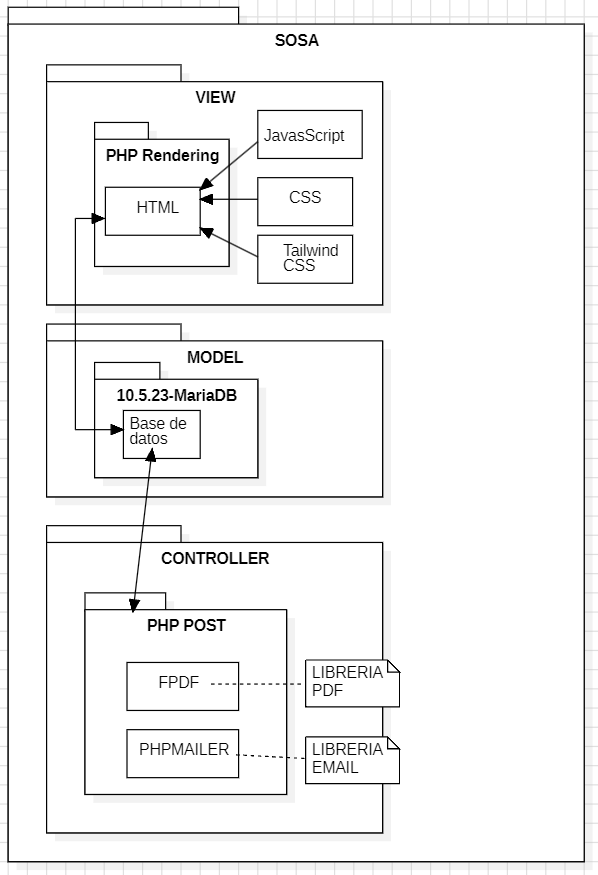 SOSA
VIEW
PHP Rendering
JavasScript
HTML
CSS
Tailwind
CSS
MODEL
10.5.23-MariaDB
Base de
datos
CONTROLLER
PHP POST
FPDF
LIBRERIA
PDF
PHPMAILER
LIBRERIA
EMAIL